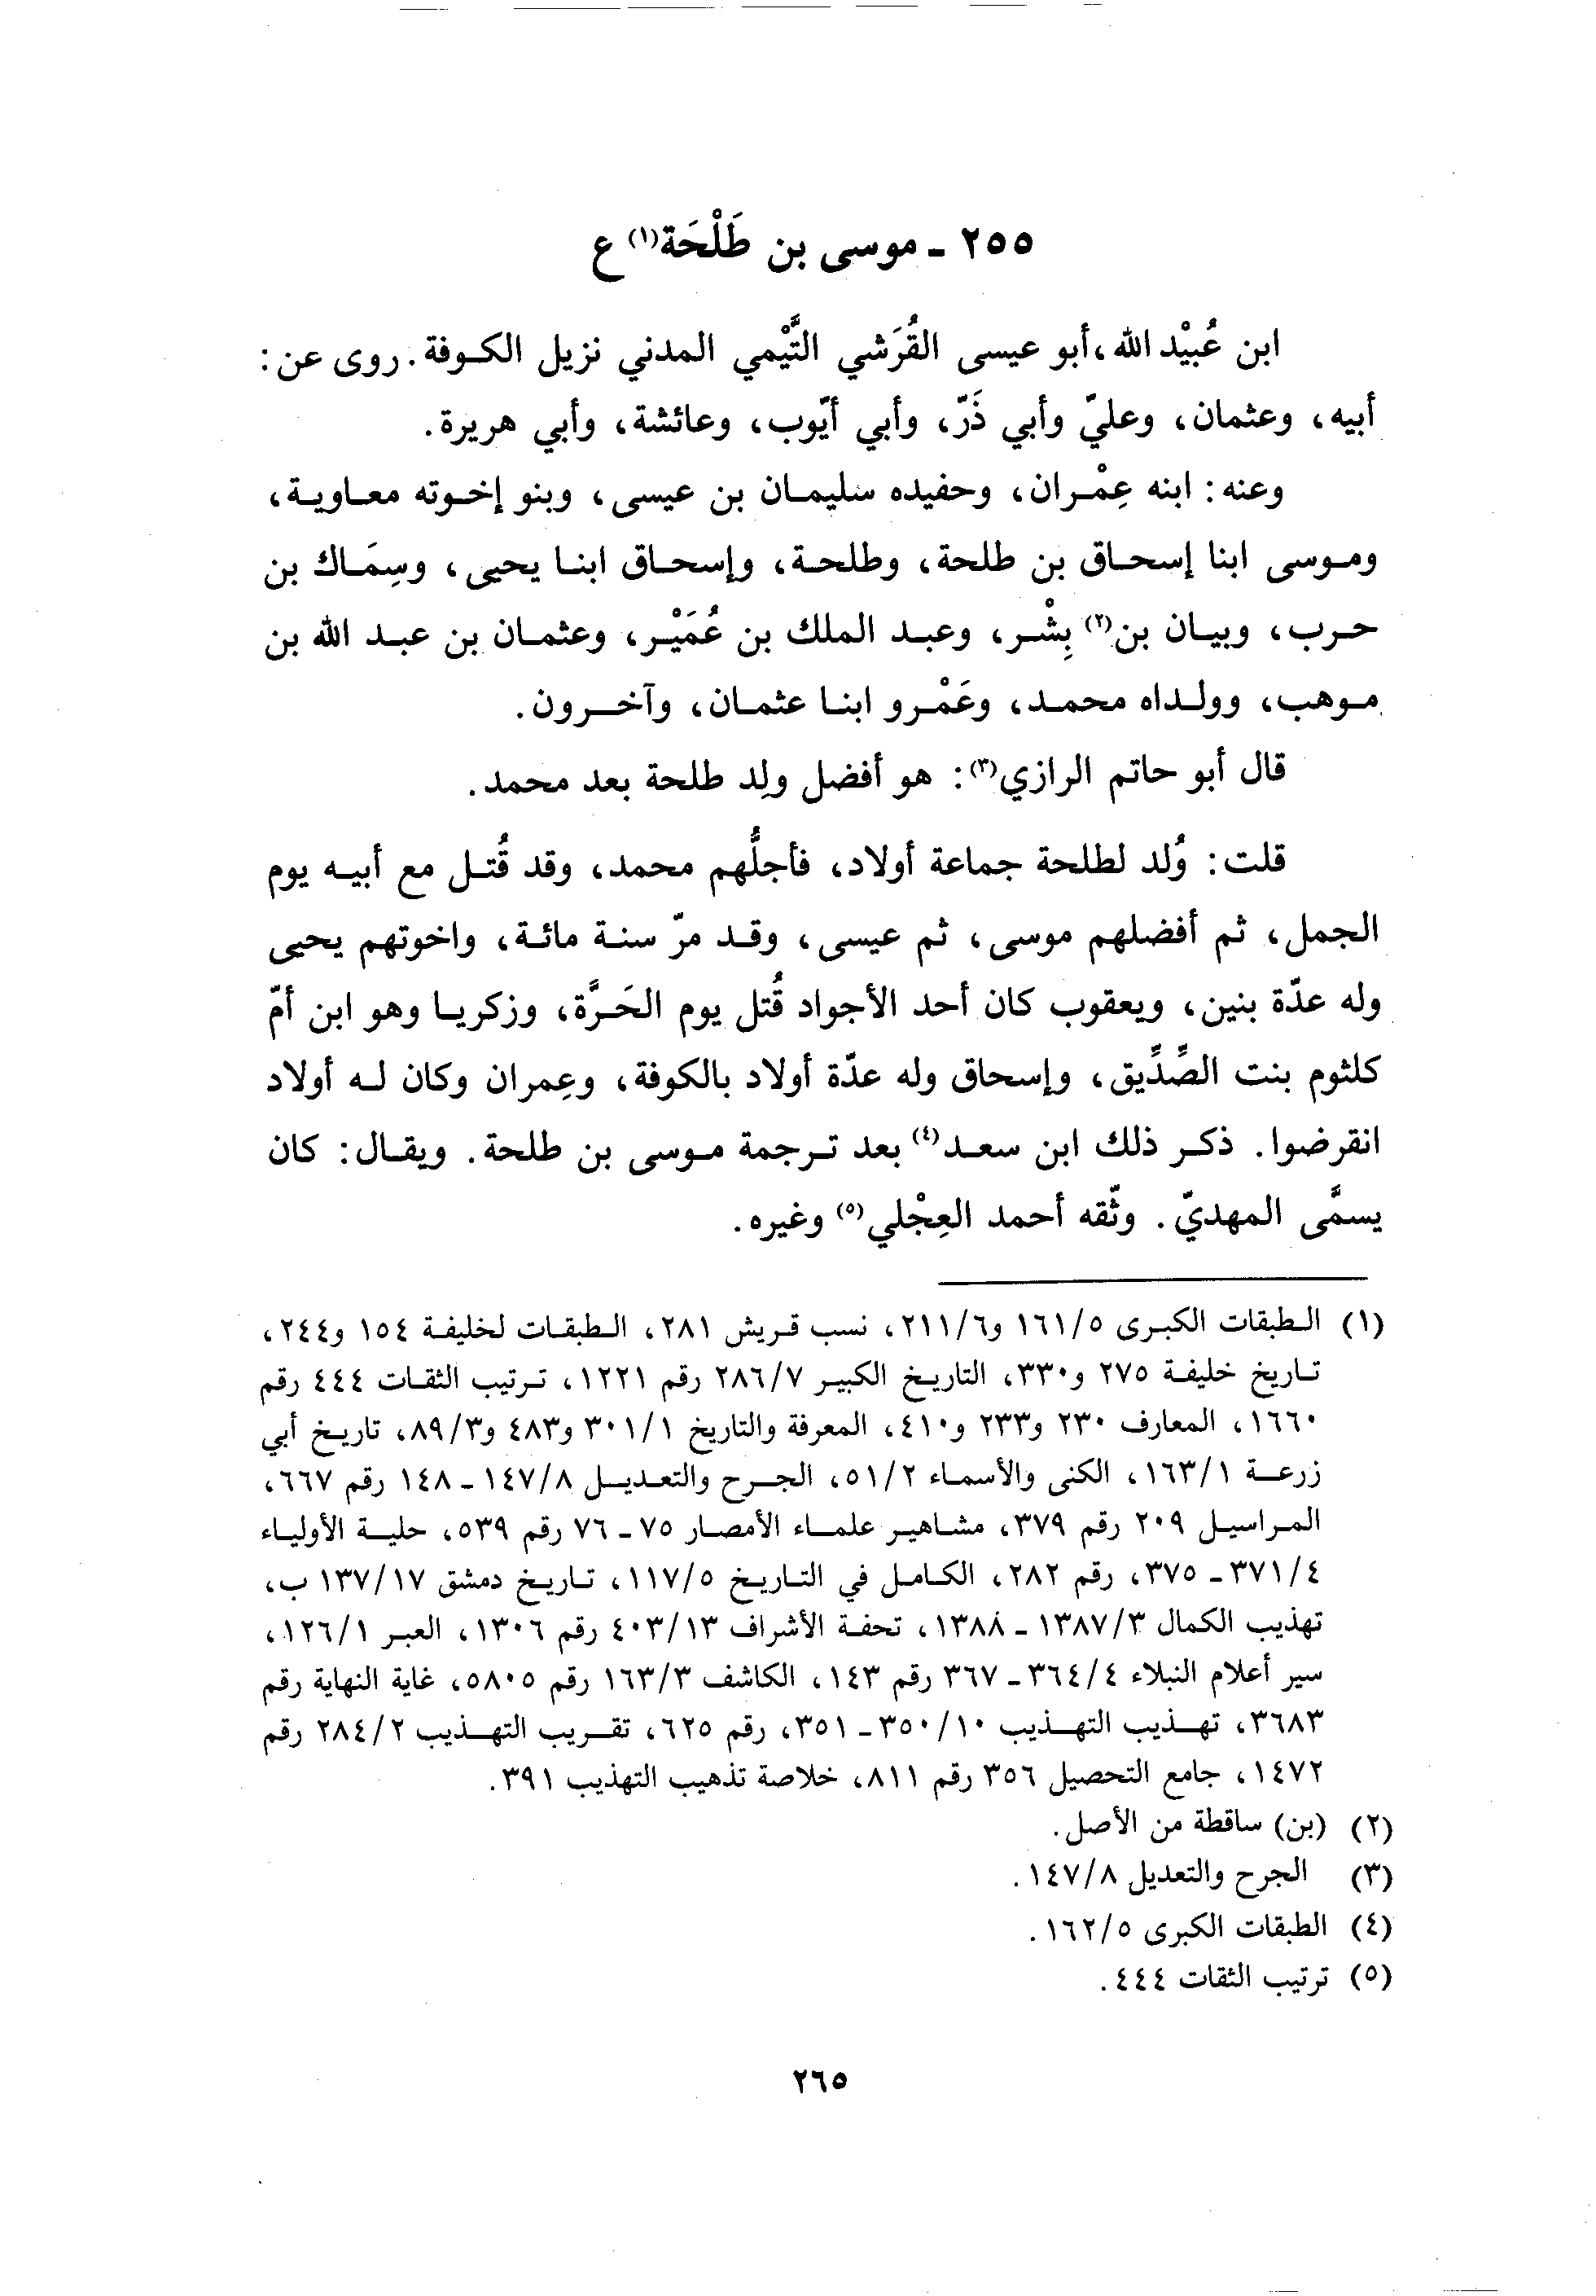 ٢٥٥ ـ موسى بن طَلْحَة(١) ع
ابن عُبيْد الله، أبو عيسى القُرَشي التَّيْمي المدني نزيل الكوفة. روى عن:
أبيه، وعثمان، وعليّ وأبي ذَرّ، وأبي أيّوب، وعائشة، وأبي هريرة.
وعنه: ابنه عِمْران، وحفيده سليمان بن عيسى، وبنو إخوته معاوية،
وموسى ابنا إسحاق بن طلحة، وطلحة، وإسحاق ابنا يحيى، وسِمَاك بن
حرب، وبيان بن(٢) بِشْر، وعبد الملك بن عُمَيْر، وعثمان بن عبد الله بن
موهب، وولداه محمد، وعَمْرو ابنا عثمان، وآخرون.
قال أبو حاتم الرازي(٣): هو أفضل ولد طلحة بعد محمد.
قلت: وُلد لطلحة جماعة أولاد، فأجلُّهم محمد، وقد قُتل مع أبيه يوم
الجمل، ثم أفضلهم موسى، ثم عيسى، وقد مرّ سنة مائة، واخوتهم يحيى
وله عدّة بنين، ويعقوب كان أحد الأجواد قُتل يوم الحَرَّة، وزكريا وهو ابن أمّ
كلثوم بنت الصِّدِّيق، وإسحاق وله عدّة أولاد بالكوفة، وعِمران وكان له أولاد
انقرضوا. ذكر ذلك ابن سعد(٤) بعد ترجمة موسى بن طلحة. ويقال: كان
يسمَّى المهديّ. وثّقه أحمد العِجْلي(٥) وغيره.
(١) الطبقات الكبرى ١٦١/٥ و٢١١/٦، نسب قريش ٢٨١، الطبقات لخليفة ١٥٤ و٢٤٤،
تاريخ خليفة ٢٧٥ و٣٣٠، التاريخ الكبير ٢٨٦/٧ رقم ١٢٢١، ترتيب الثقات ٤٤٤ رقم
١٦٦٠، المعارف ٢٣٠ و٢٣٣ و٤١٠، المعرفة والتاريخ ٣٠١/١ و٤٨٣ و٨٩/٣، تاريخ أبي
زرعة ١٦٣/١، الكنى والأسماء ٥١/٢، الجرح والتعديل ١٤٧/٨ ـ ١٤٨ رقم ٦٦٧،
المراسيل ٢٠٩ رقم ٣٧٩، مشاهير علماء الأمصار ٧٥ ـ ٧٦ رقم ٥٣٩، حلية الأولياء
٣٧١/٤ ـ ٣٧٥، رقم ٢٨٢، الكامل في التاريخ ١١٧/٥، تاريخ دمشق ١٣٧/١٧ ب،
تهذيب الكمال ١٣٨٧/٣ ـ ١٣٨٨، تحفة الأشراف ٤٠٣/١٣ رقم ١٣٠٦، العبر ١٢٦/١،
سير أعلام النبلاء ٣٦٤/٤ ـ ٣٦٧ رقم ١٤٣، الكاشف ١٦٣/٣ رقم ٥٨٠٥، غاية النهاية رقم
٣٦٨٣، تهذيب التهذيب ٣٥٠/١٠ ـ ٣٥١، رقم ٦٢٥، تقريب التهذيب ٢٨٤/٢ رقم
١٤٧٢، جامع التحصيل ٣٥٦ رقم ٨١١، خلاصة تذهيب التهذيب ٣٩١.
(٢) (بن) ساقطة من الأصل.
(٣) الجرح والتعديل ١٤٧/٨.
(٤) الطبقات الكبرى ١٦٢/٥.
(٥) ترتيب الثقات ٤٤٤.
٢٦٥